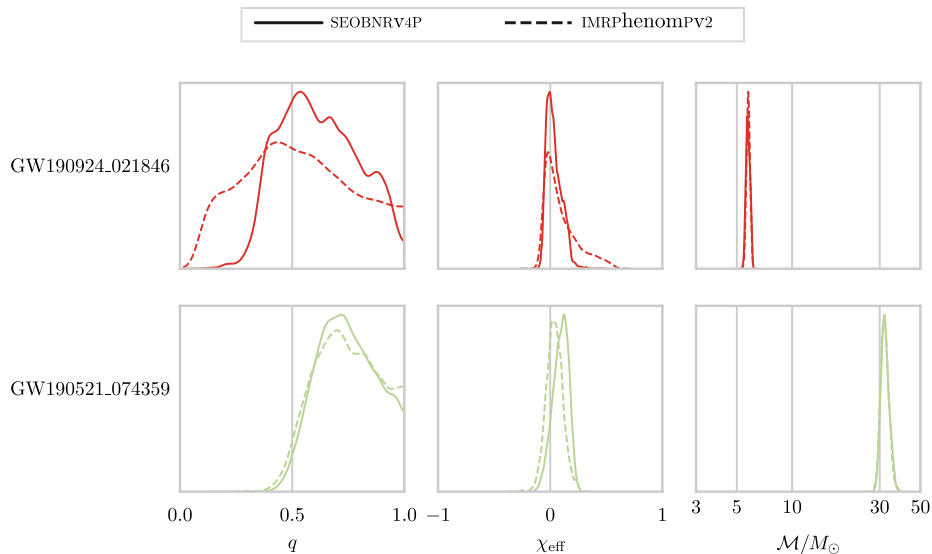 SEOBNRV4P IMRPhenomPv2
GW190924_021846
GW190521_074359
0.0 0.5 1.0 −1 0 1 3 5 10 30 50
q χeff ℳ/M⊙